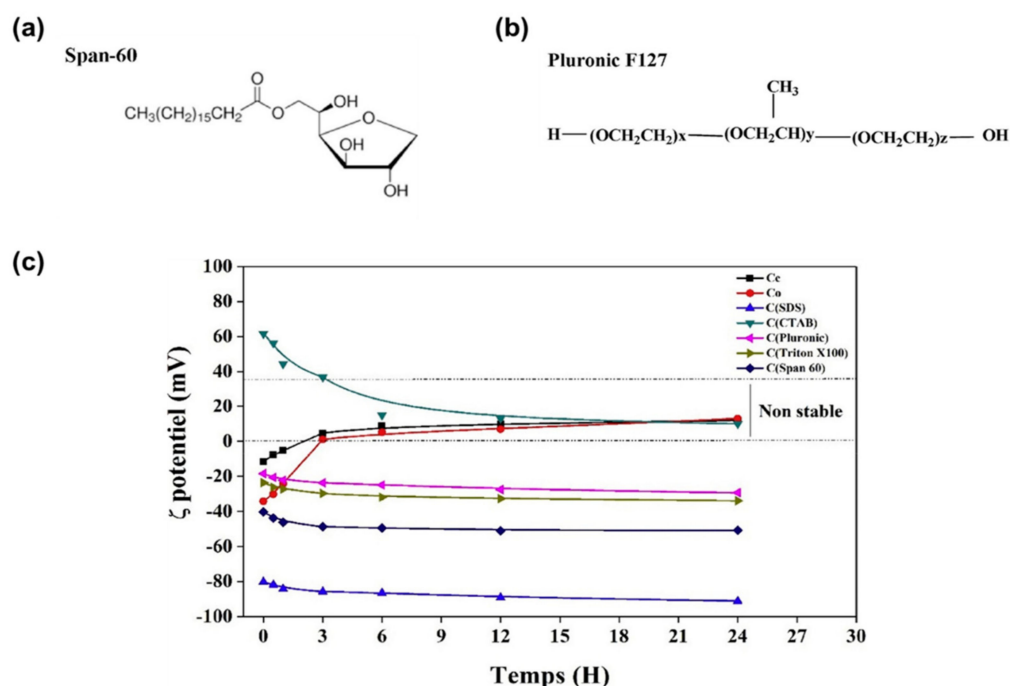 (a)
Span-60
CH₃(CH₂)₁₅CH₂
O
O
OH
O
OH
OH
(b)
Pluronic F127
CH₃
H—(OCH₂CH₂)x—(OCH₂CH)y—(OCH₂CH₂)z—OH
(c)
100
80
60
40
20
0
-20
-40
-60
-80
-100
ζ potentiel (mV)
Cc
Co
C(SDS)
C(CTAB)
C(Pluronic)
C(Triton X100)
C(Span 60)
Non stable
0 3 6 9 12 15 18 21 24 27 30
Temps (H)